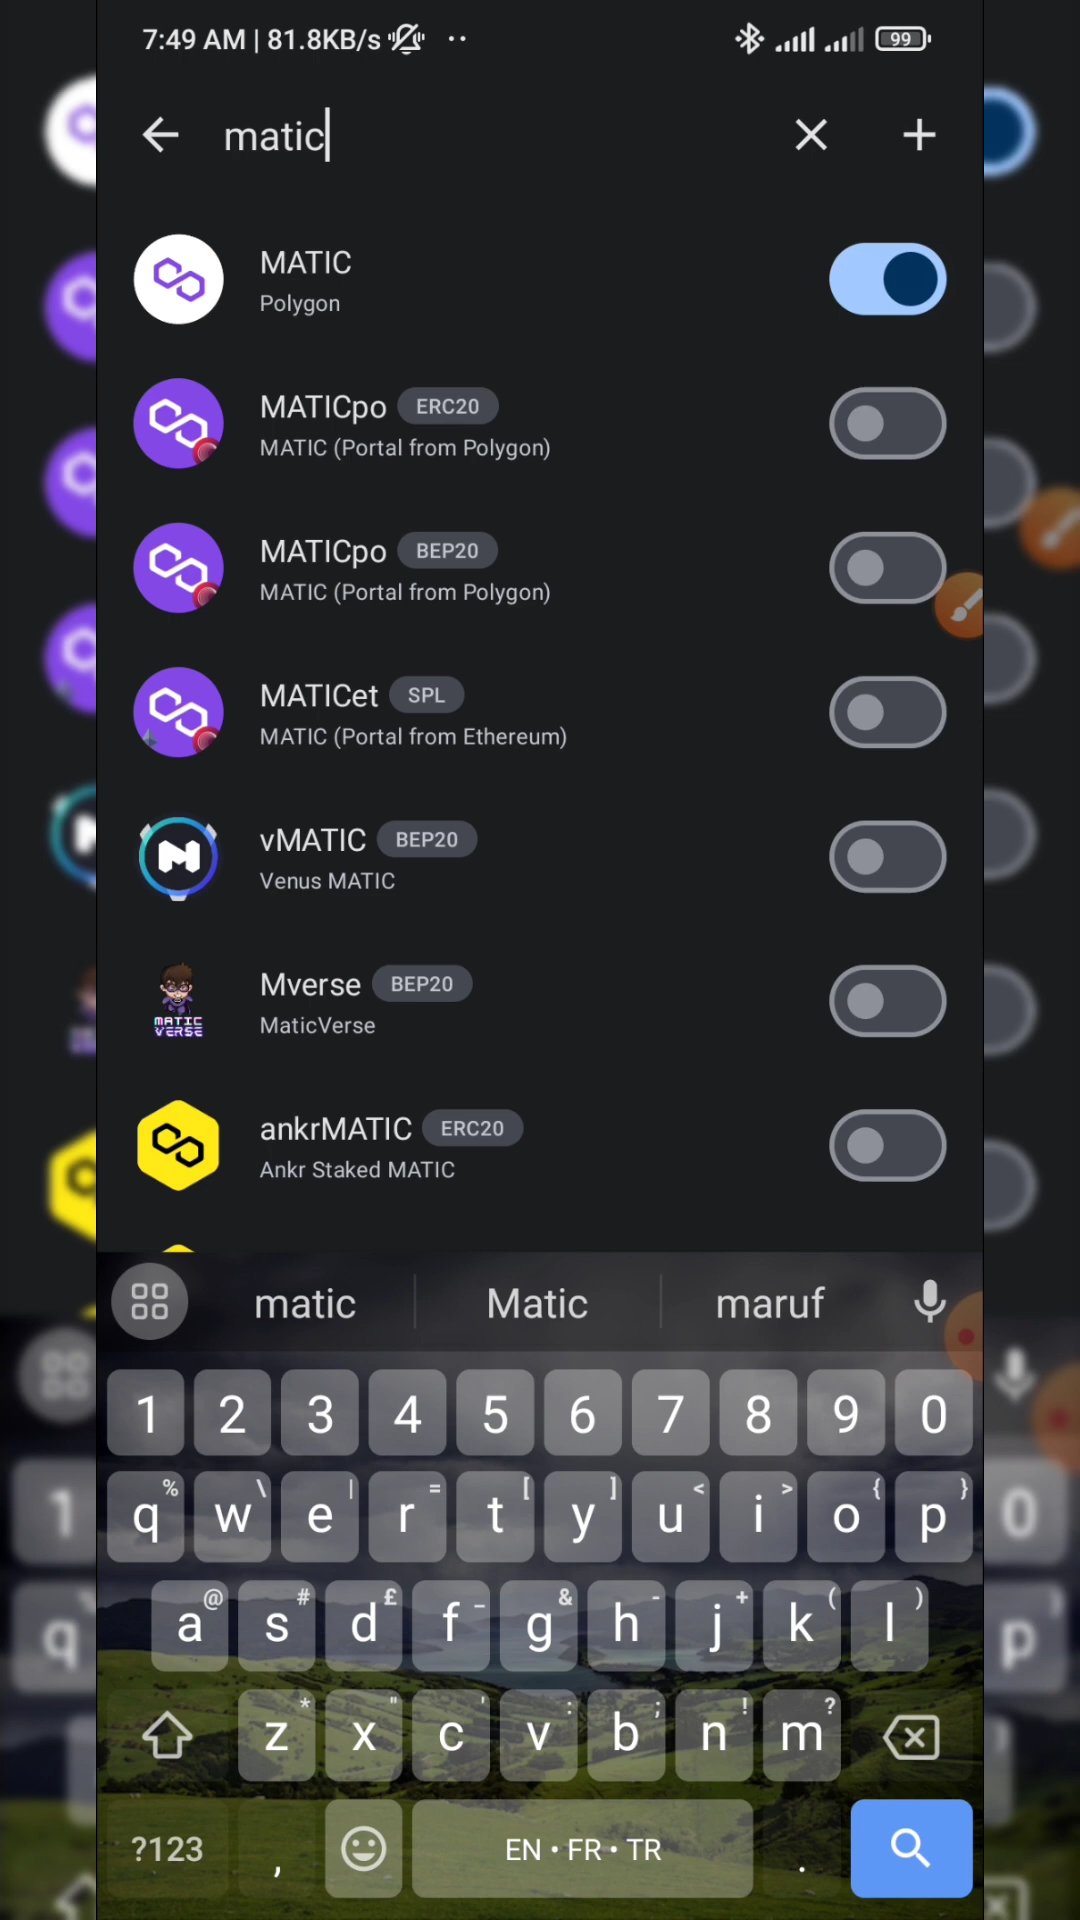 7:49 AM | 81.8KB/s
99
matic
MATIC
Polygon
MATICpo ERC20
MATIC (Portal from Polygon)
MATICpo BEP20
MATIC (Portal from Polygon)
MATICet SPL
MATIC (Portal from Ethereum)
vMATIC BEP20
Venus MATIC
MATIC
VERSE
Mverse BEP20
MaticVerse
ankrMATIC ERC20
Ankr Staked MATIC
matic Matic maruf
1 2 3 4 5 6 7 8 9 0
% \ | = [ ] < > { }
q w e r t y u i o p
@ # £ _ & - + ( )
a s d f g h j k l
* " ' : ; ! ?
z x c v b n m
?123 , EN • FR • TR .